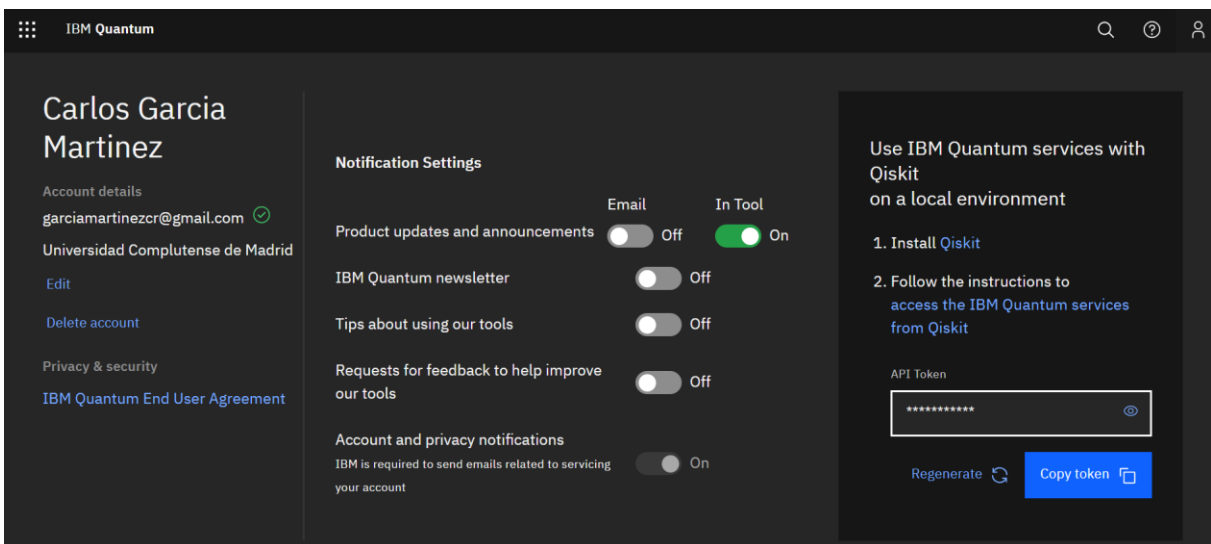 IBM Quantum
Carlos Garcia
Martinez
Account details
garciamartinezcr@gmail.com
Universidad Complutense de Madrid
Edit
Delete account
Privacy & security
IBM Quantum End User Agreement
Notification Settings
Email In Tool
Product updates and announcements Off On
IBM Quantum newsletter Off
Tips about using our tools Off
Requests for feedback to help improve
our tools Off
Account and privacy notifications
IBM is required to send emails related to servicing On
your account
Use IBM Quantum services with
Qiskit
on a local environment
1. Install Qiskit
2. Follow the instructions to
access the IBM Quantum services
from Qiskit
API Token
***********
Regenerate Copy token